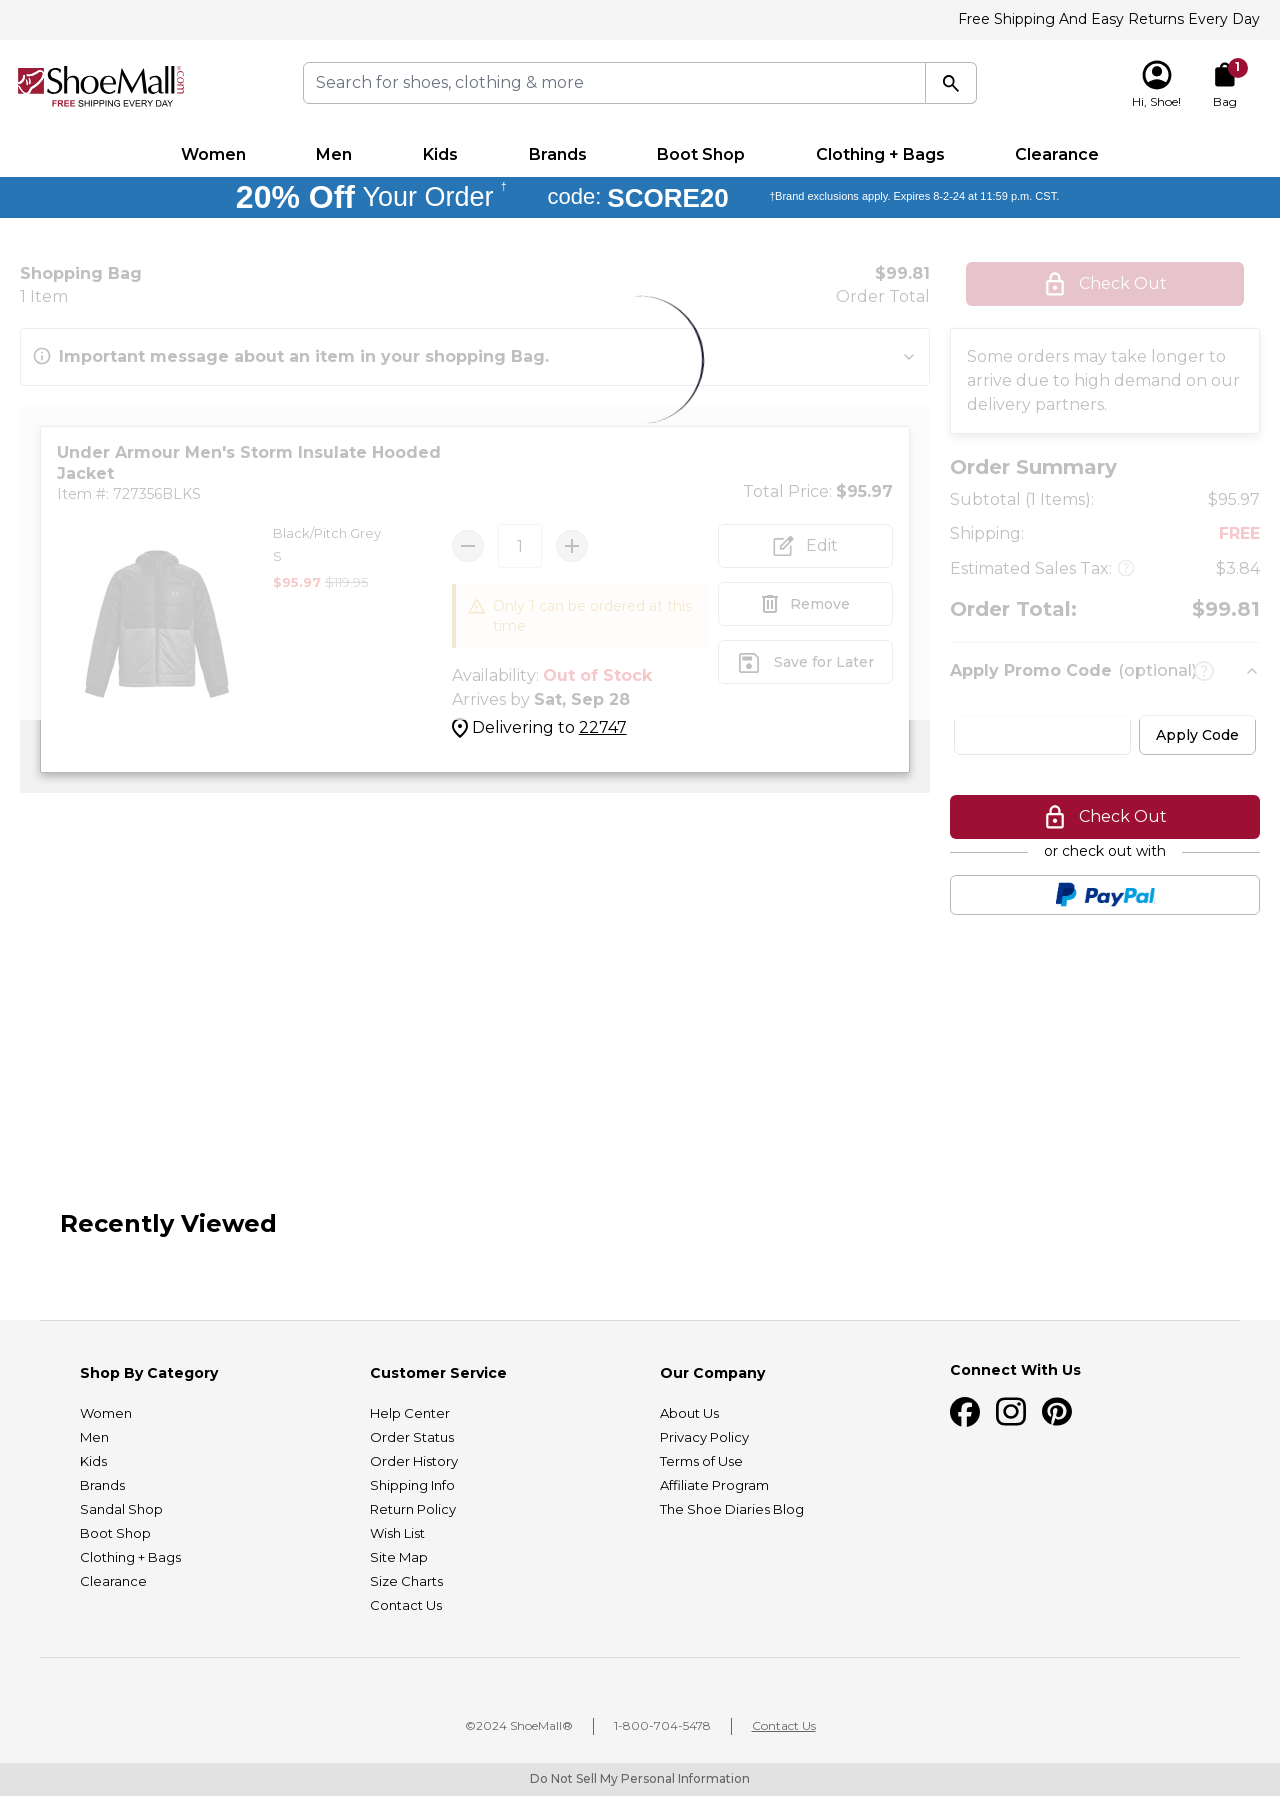 Free Shipping And Easy Returns Every Day
ShoeMall®.com
FREE SHIPPING EVERY DAY
Search for shoes, clothing & more
Hi, Shoe!
1
Bag
Women
Men
Kids
Brands
Boot Shop
Clothing + Bags
Clearance
20% Off Your Order † code: SCORE20 †Brand exclusions apply. Expires 8-2-24 at 11:59 p.m. CST.
Shopping Bag
1 Item
$99.81
Order Total
Important message about an item in your shopping Bag.
Under Armour Men's Storm Insulate Hooded
Jacket
Item #: 727356BLKS
Total Price: $95.97
Black/Pitch Grey
S
$95.97 $119.95
1
Only 1 can be ordered at this
time.
Availability: Out of Stock
Arrives by Sat, Sep 28
Delivering to 22747
Edit
Remove
Save for Later
Check Out
Some orders may take longer to
arrive due to high demand on our
delivery partners.
Order Summary
Subtotal (1 Items): $95.97
Shipping: FREE
Estimated Sales Tax: $3.84
Order Total: $99.81
Apply Promo Code (optional)
Apply Code
Check Out
or check out with
PayPal
Recently Viewed
Shop By Category
Women
Men
Kids
Brands
Sandal Shop
Boot Shop
Clothing + Bags
Clearance
Customer Service
Help Center
Order Status
Order History
Shipping Info
Return Policy
Wish List
Site Map
Size Charts
Contact Us
Our Company
About Us
Privacy Policy
Terms of Use
Affiliate Program
The Shoe Diaries Blog
Connect With Us
©2024 ShoeMall®
1-800-704-5478
Contact Us
Do Not Sell My Personal Information